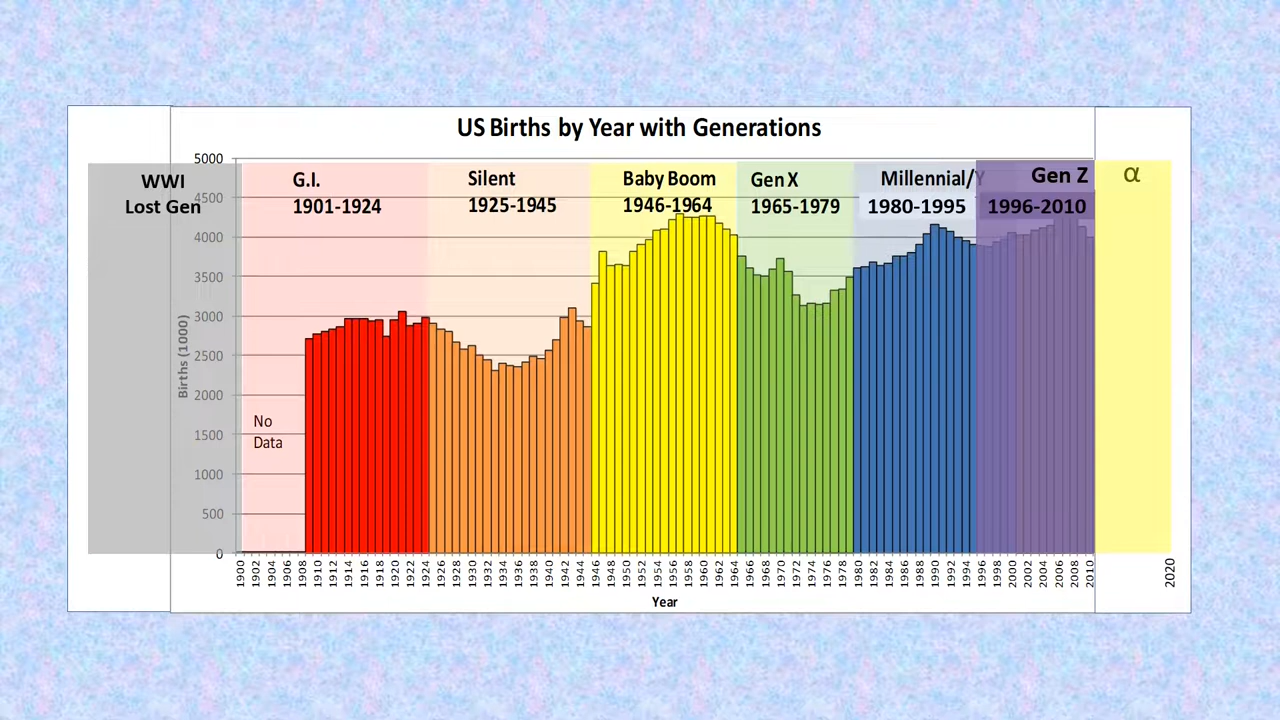 US Births by Year with Generations
WWI
Lost Gen
G.I.
1901-1924
Silent
1925-1945
Baby Boom
1946-1964
Gen X
1965-1979
Millennial/Y
1980-1995
Gen Z
1996-2010
α
5000
4500
4000
3500
3000
2500
2000
1500
1000
500
0
Births (1000)
No
Data
1900 1902 1904 1906 1908 1910 1912 1914 1916 1918 1920 1922 1924 1926 1928 1930 1932 1934 1936 1938 1940 1942 1944 1946 1948 1950 1952 1954 1956 1958 1960 1962 1964 1966 1968 1970 1972 1974 1976 1978 1980 1982 1984 1986 1988 1990 1992 1994 1996 1998 2000 2002 2004 2006 2008 2010 2020
Year